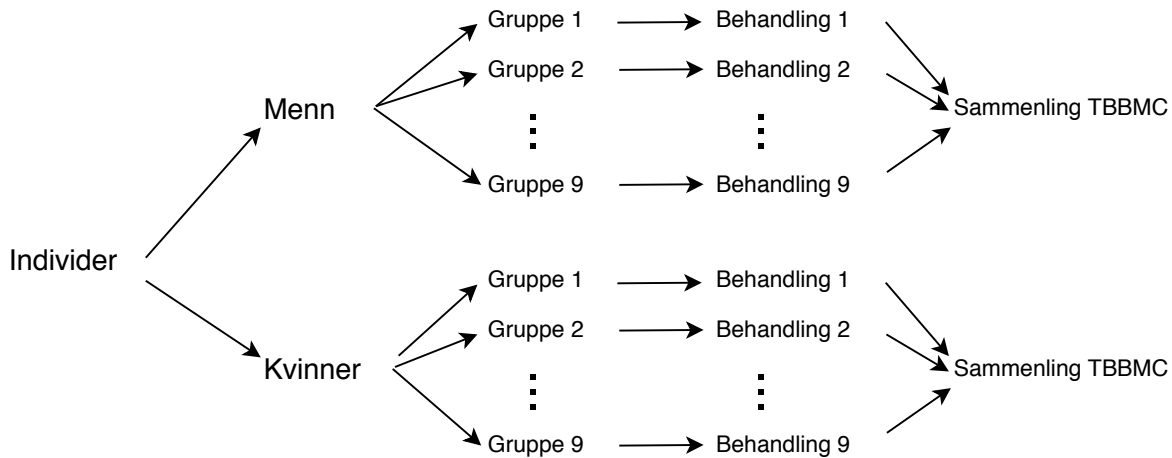 Gruppe 1 Behandling 1
Gruppe 2 Behandling 2
Menn Sammenling TBBMC
Gruppe 9 Behandling 9
Individer
Gruppe 1 Behandling 1
Gruppe 2 Behandling 2
Kvinner Sammenling TBBMC
Gruppe 9 Behandling 9